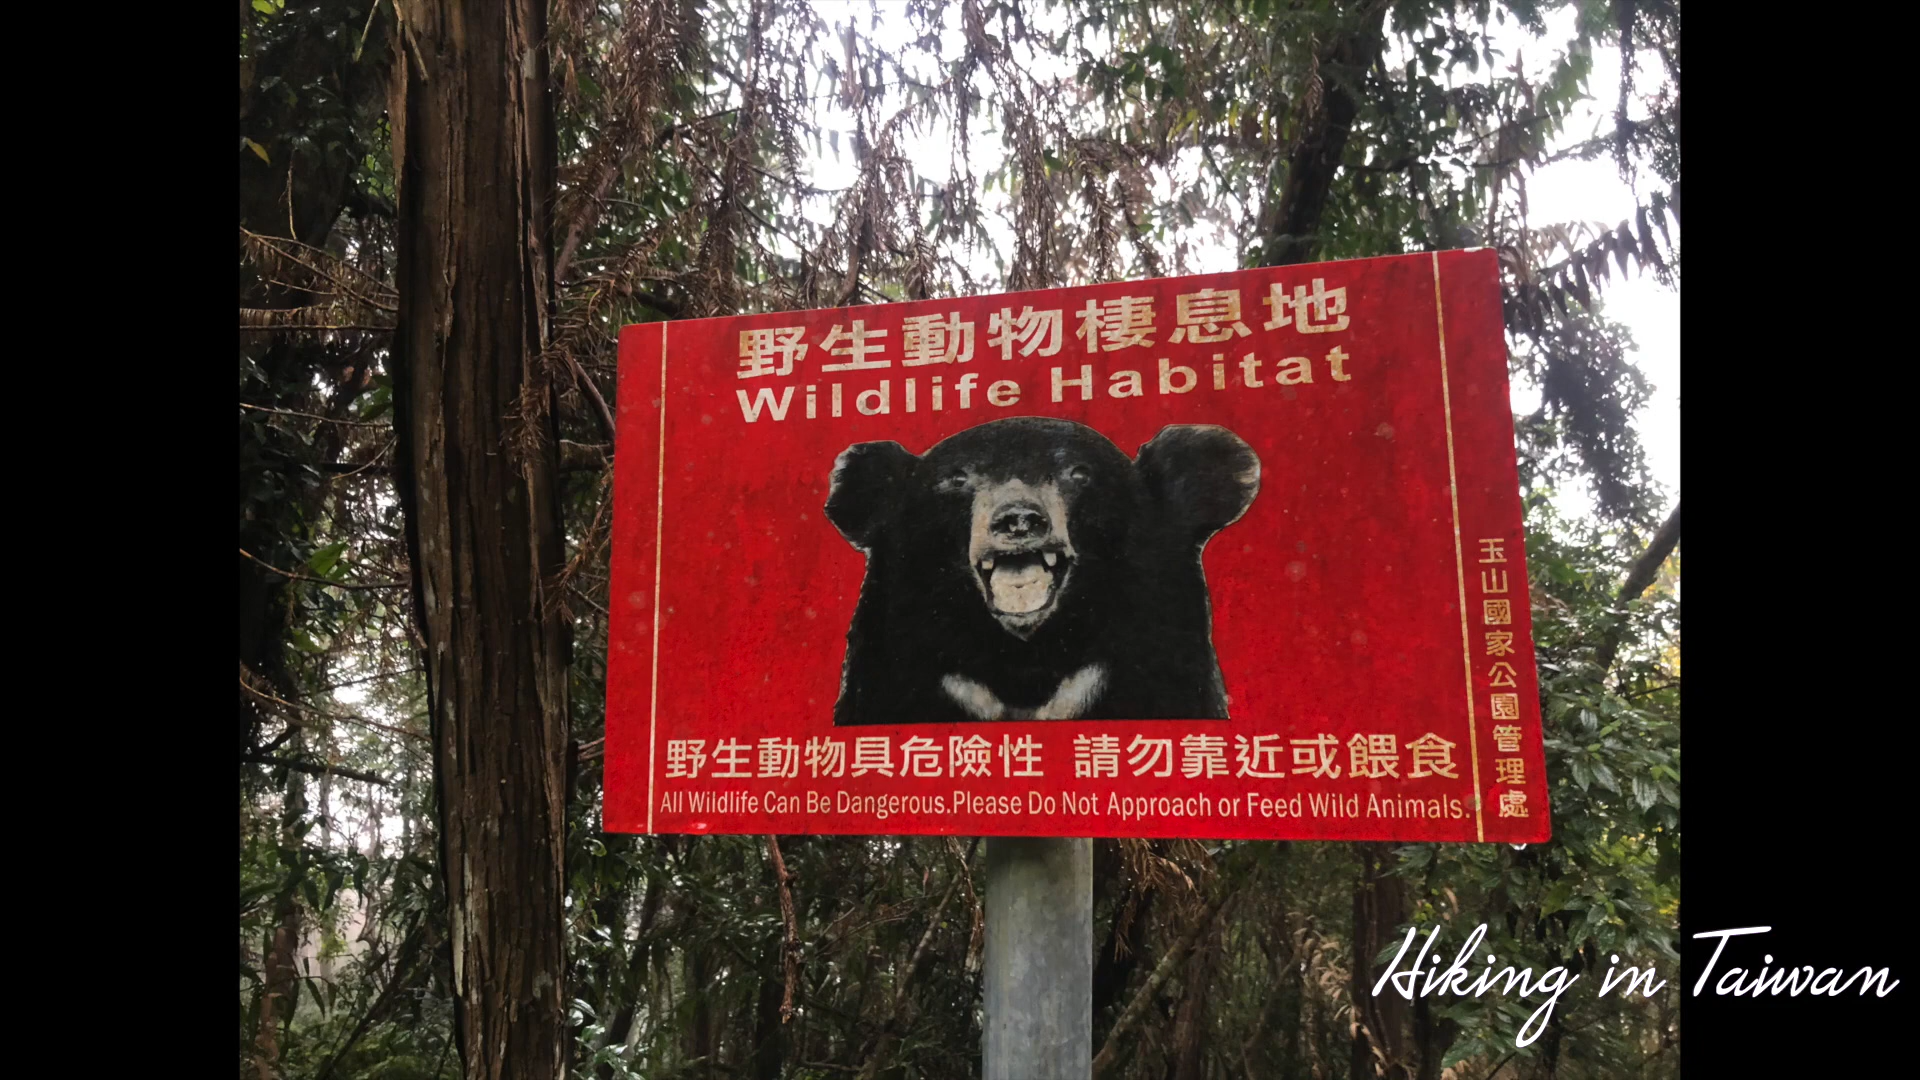 野生動物棲息地
Wildlife Habitat
野生動物具危險性 請勿靠近或餵食
All Wildlife Can Be Dangerous.Please Do Not Approach or Feed Wild Animals.
玉山國家公園管理處
Hiking in Taiwan